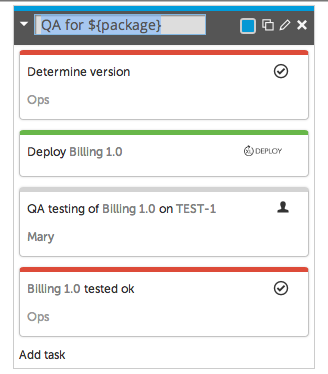 QA for ${package}
Determine version
Ops
Deploy Billing 1.0
XL DEPLOY
QA testing of Billing 1.0 on TEST-1
Mary
Billing 1.0 tested ok
Ops
Add task